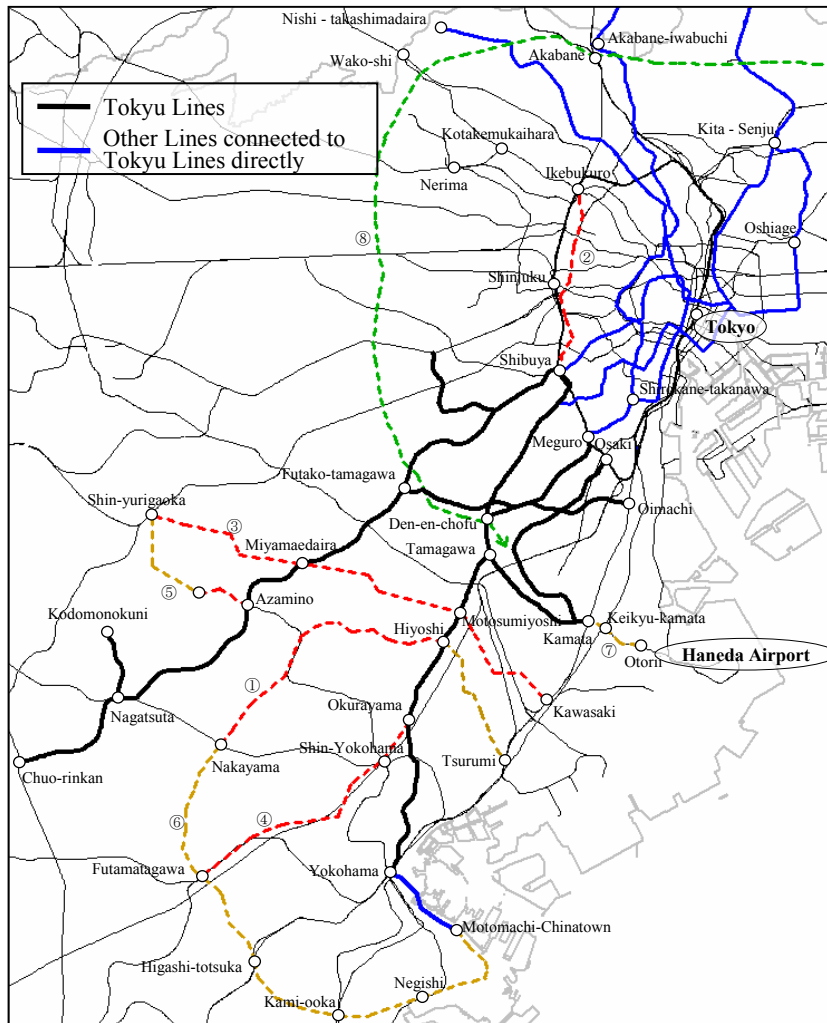 Nishi - takashimadaira
Akabane-iwabuchi
Akabane
Wako-shi
Tokyu Lines
Other Lines connected to
Tokyu Lines directly
Kotakemukaihara
Kita - Senju
Nerima
Ikebukuro
⑧
②
Oshiage
Shinjuku
Tokyo
Shibuya
Shirokane-takanawa
Meguro
Osaki
Futako-tamagawa
Shin-yurigaoka
Oimachi
③
Den-en-chofu
Miyamaedaira
Tamagawa
⑤
Azamino
Kodomonokuni
Motosumiyoshi
Hiyoshi
Kamata
Keikyu-kamata
⑦
Otorii
Haneda Airport
①
Nagatsuta
Okurayama
Kawasaki
Shin-Yokohama
Nakayama
Tsurumi
Chuo-rinkan
⑥
④
Futamatagawa
Yokohama
Motomachi-Chinatown
Higashi-totsuka
Negishi
Kami-ooka